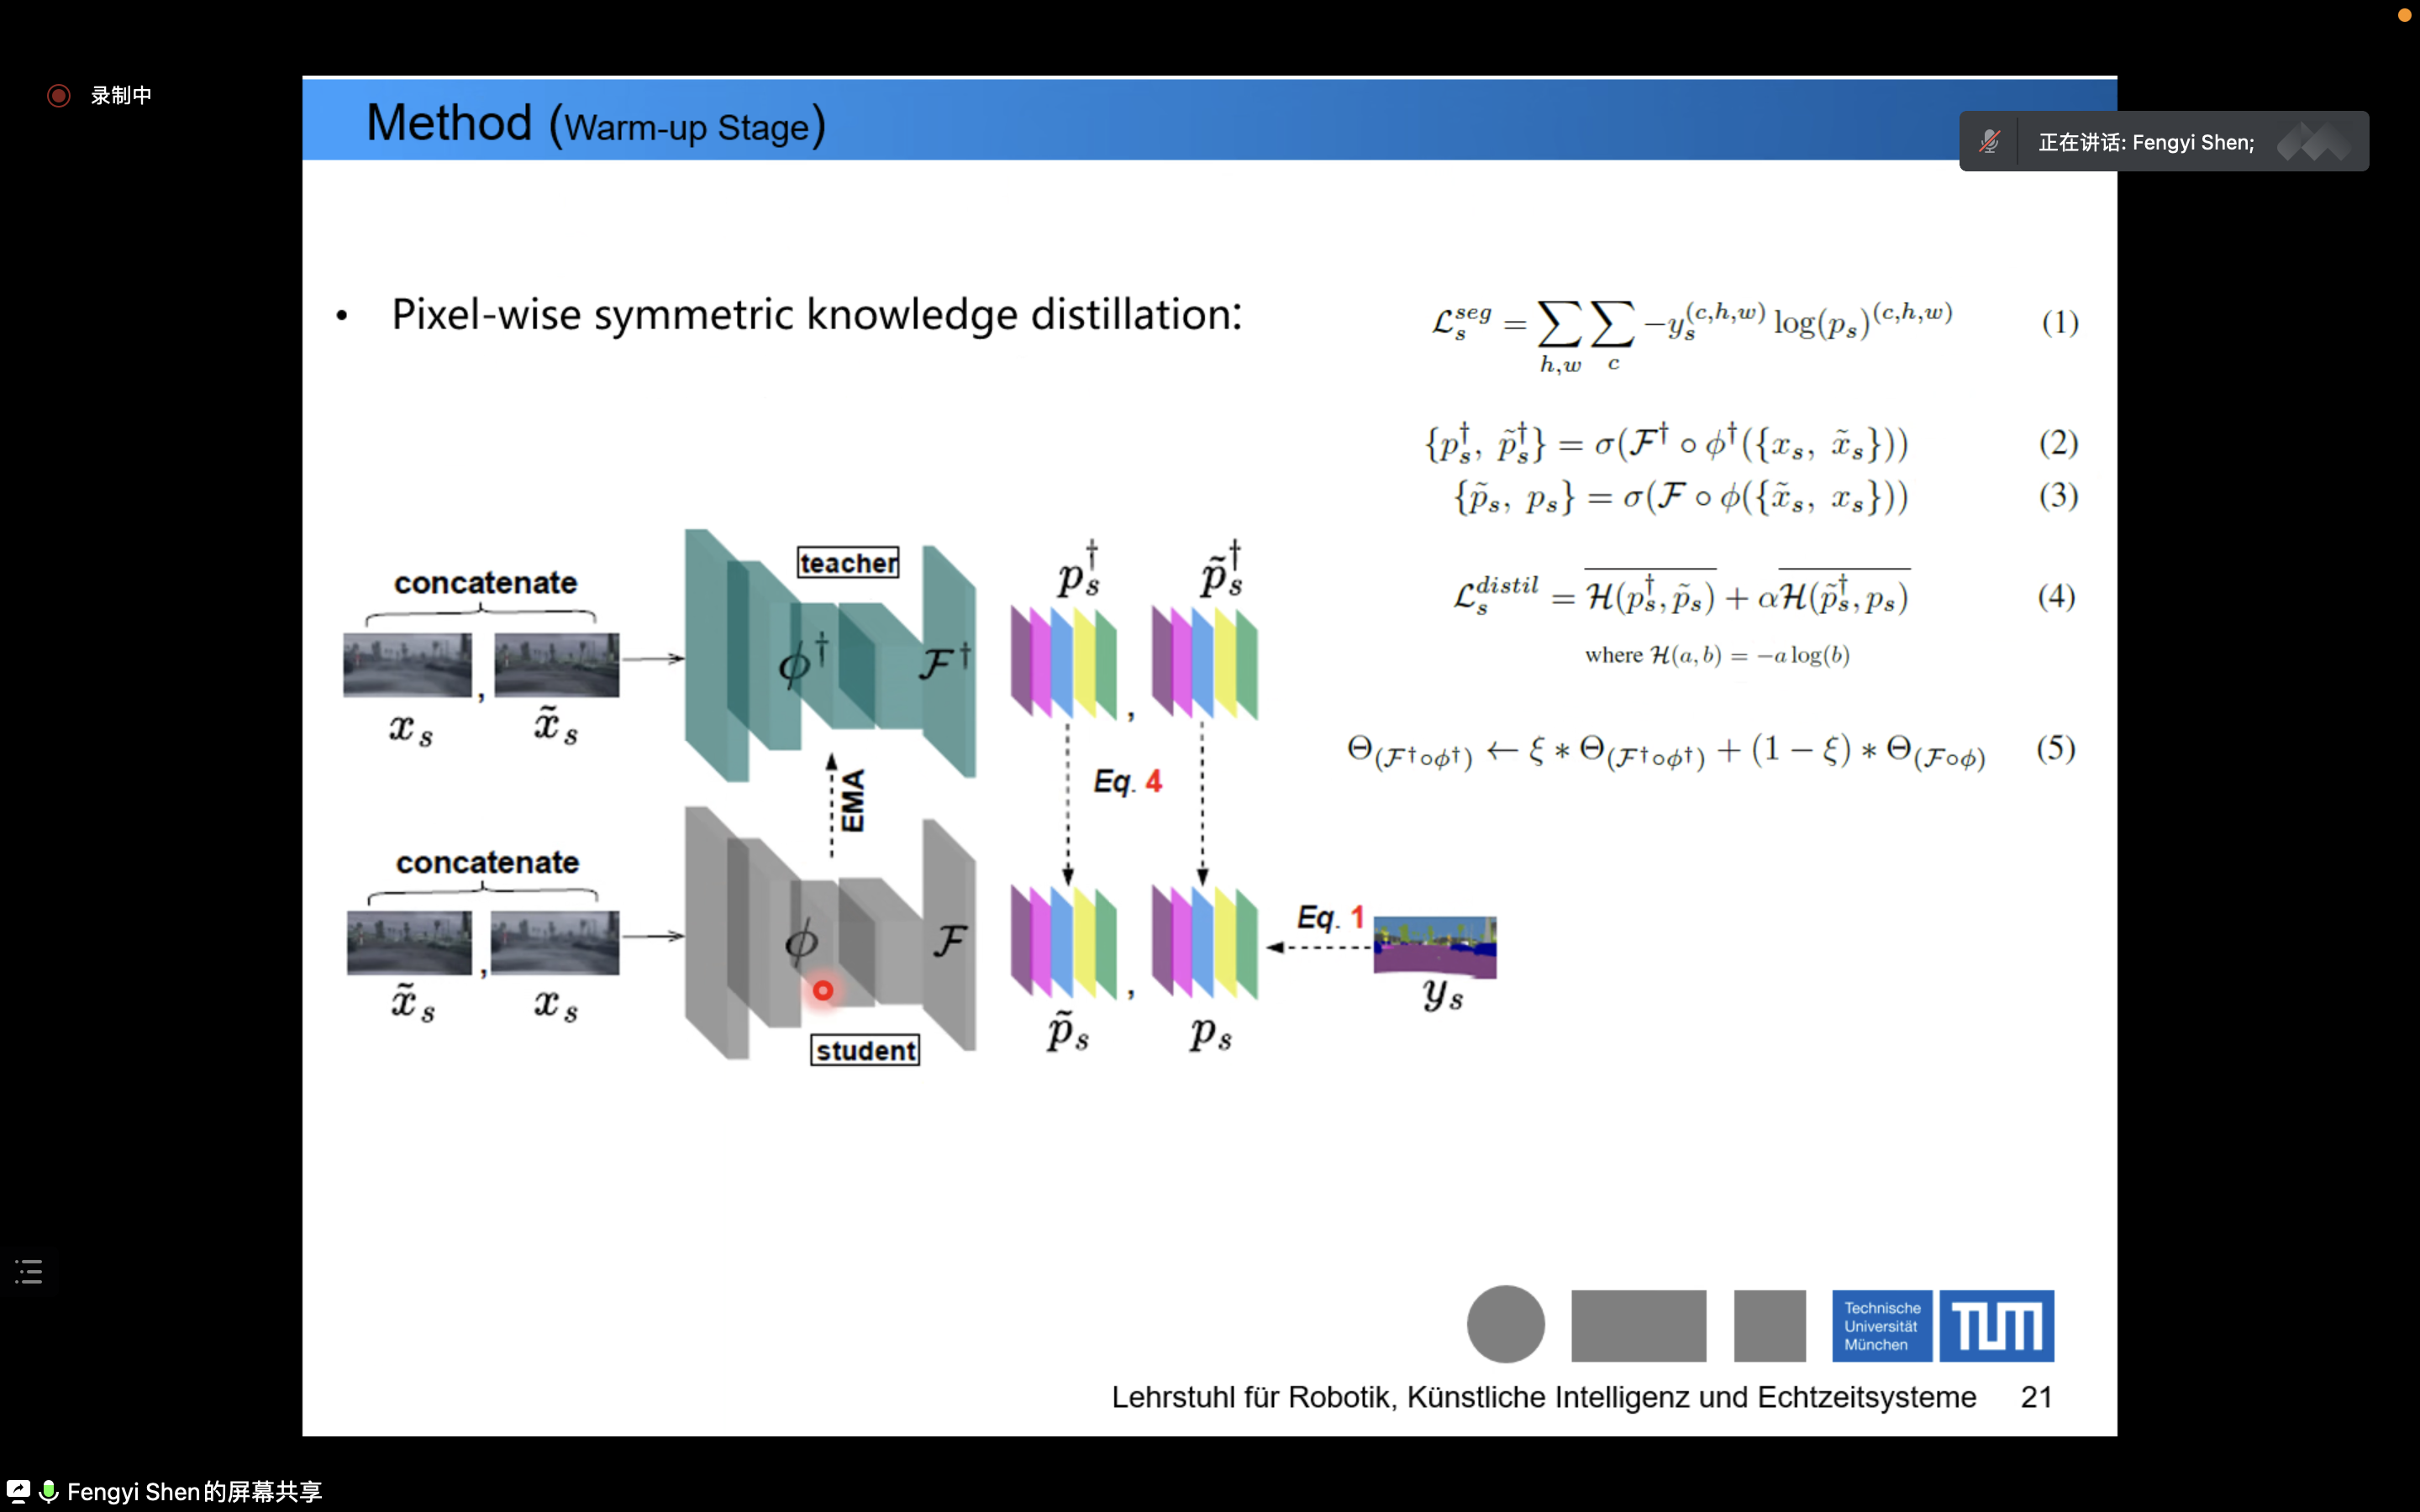 录制中
Method (Warm-up Stage)
正在讲话: Fengyi Shen;
• Pixel-wise symmetric knowledge distillation:
$\mathcal{L}_s^{seg} = \sum_{h,w} \sum_c -y_s^{(c,h,w)} \log(p_s)^{(c,h,w)}$ (1)
$\{p_s^\dagger, \tilde{p}_s^\dagger\} = \sigma(\mathcal{F}^\dagger \circ \phi^\dagger(\{x_s, \tilde{x}_s\}))$ (2)
$\{\tilde{p}_s, p_s\} = \sigma(\mathcal{F} \circ \phi(\{\tilde{x}_s, x_s\}))$ (3)
$\mathcal{L}_s^{distil} = \overline{\mathcal{H}(p_s^\dagger, \tilde{p}_s)} + \alpha\overline{\mathcal{H}(\tilde{p}_s^\dagger, p_s)}$ (4)
where $\mathcal{H}(a, b) = -a \log(b)$
$\Theta_{(\mathcal{F}^\dagger \circ \phi^\dagger)} \leftarrow \xi * \Theta_{(\mathcal{F}^\dagger \circ \phi^\dagger)} + (1 - \xi) * \Theta_{(\mathcal{F} \circ \phi)}$ (5)
concatenate
$x_s$ , $\tilde{x}_s$
teacher
$\phi^\dagger$ $\mathcal{F}^\dagger$
$p_s^\dagger$ , $\tilde{p}_s^\dagger$
EMA
Eq. 4
concatenate
$\tilde{x}_s$ , $x_s$
$\phi$ $\mathcal{F}$
student
$\tilde{p}_s$ , $p_s$
Eq. 1
$y_s$
Technische
Universität
München
TUM
Lehrstuhl für Robotik, Künstliche Intelligenz und Echtzeitsysteme 21
Fengyi Shen的屏幕共享